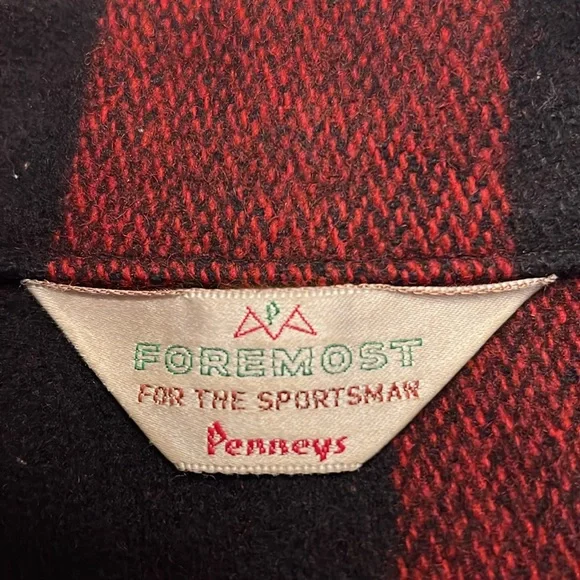 P
FOREMOST
FOR THE SPORTSMAN
Penneys